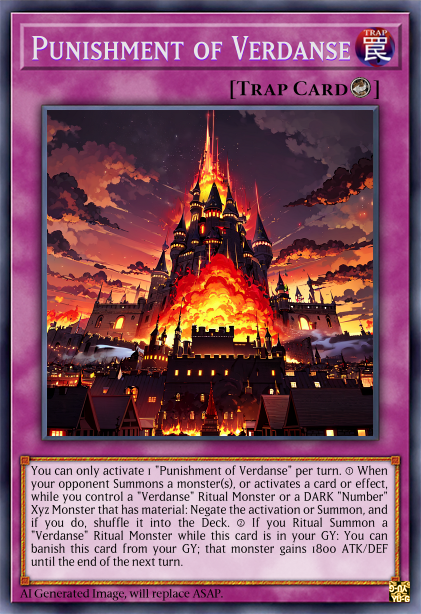 PUNISHMENT OF VERDANSE
TRAP
罠
[TRAP CARD]
You can only activate 1 "Punishment of Verdanse" per turn. ① When
your opponent Summons a monster(s), or activates a card or effect,
while you control a "Verdanse" Ritual Monster or a DARK "Number"
Xyz Monster that has material: Negate the activation or Summon, and
if you do, shuffle it into the Deck. ② If you Ritual Summon a
"Verdanse" Ritual Monster while this card is in your GY: You can
banish this card from your GY; that monster gains 1800 ATK/DEF
until the end of the next turn.
AI Generated Image, will replace ASAP.